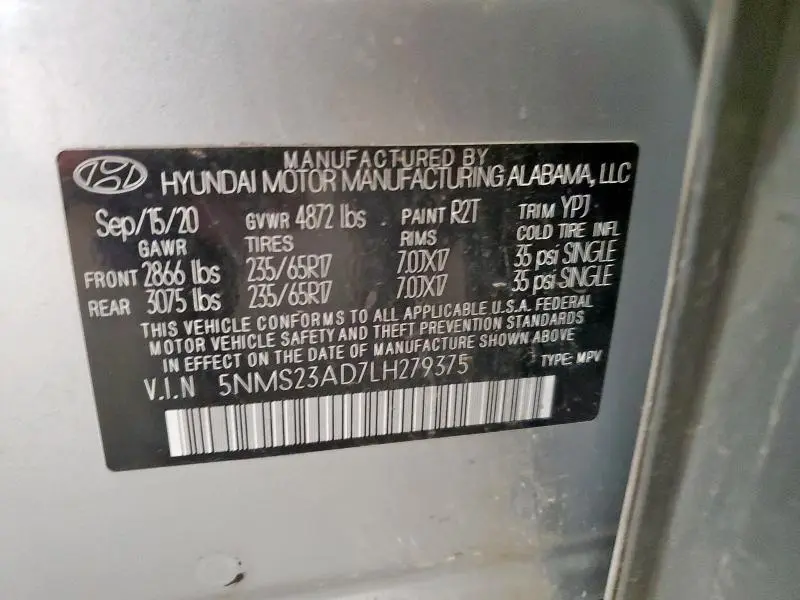 MANUFACTURED BY
HYUNDAI MOTOR MANUFACTURING ALABAMA, LLC
Sep/15/20 GVWR 4872 lbs PAINT R2T TRIM YPJ
GAWR TIRES RIMS COLD TIRE INFL
FRONT 2866 lbs 235/65R17 7.0JX17 35 psi SINGLE
REAR 3075 lbs 235/65R17 7.0JX17 35 psi SINGLE
THIS VEHICLE CONFORMS TO ALL APPLICABLE U.S.A. FEDERAL
MOTOR VEHICLE SAFETY AND THEFT PREVENTION STANDARDS
IN EFFECT ON THE DATE OF MANUFACTURE SHOWN ABOVE
V.I.N 5NMS23AD7LH279375 TYPE: MPV